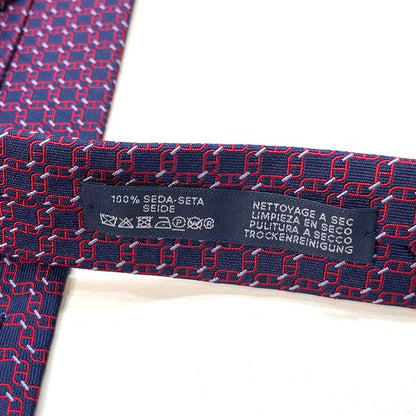 100% SEDA-SETA
SEIDE
NETTOYAGE A SEC
LIMPIEZA EN SECO
PULITURA A SECCO
TROCKENREINIGUNG